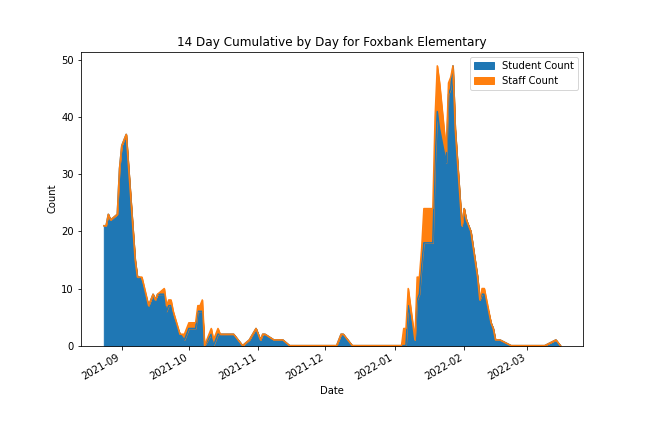 14 Day Cumulative by Day for Foxbank Elementary
Student Count
Staff Count
50
40
30
20
10
0
Count
2021-09
2021-10
2021-11
2021-12
2022-01
2022-02
2022-03
Date